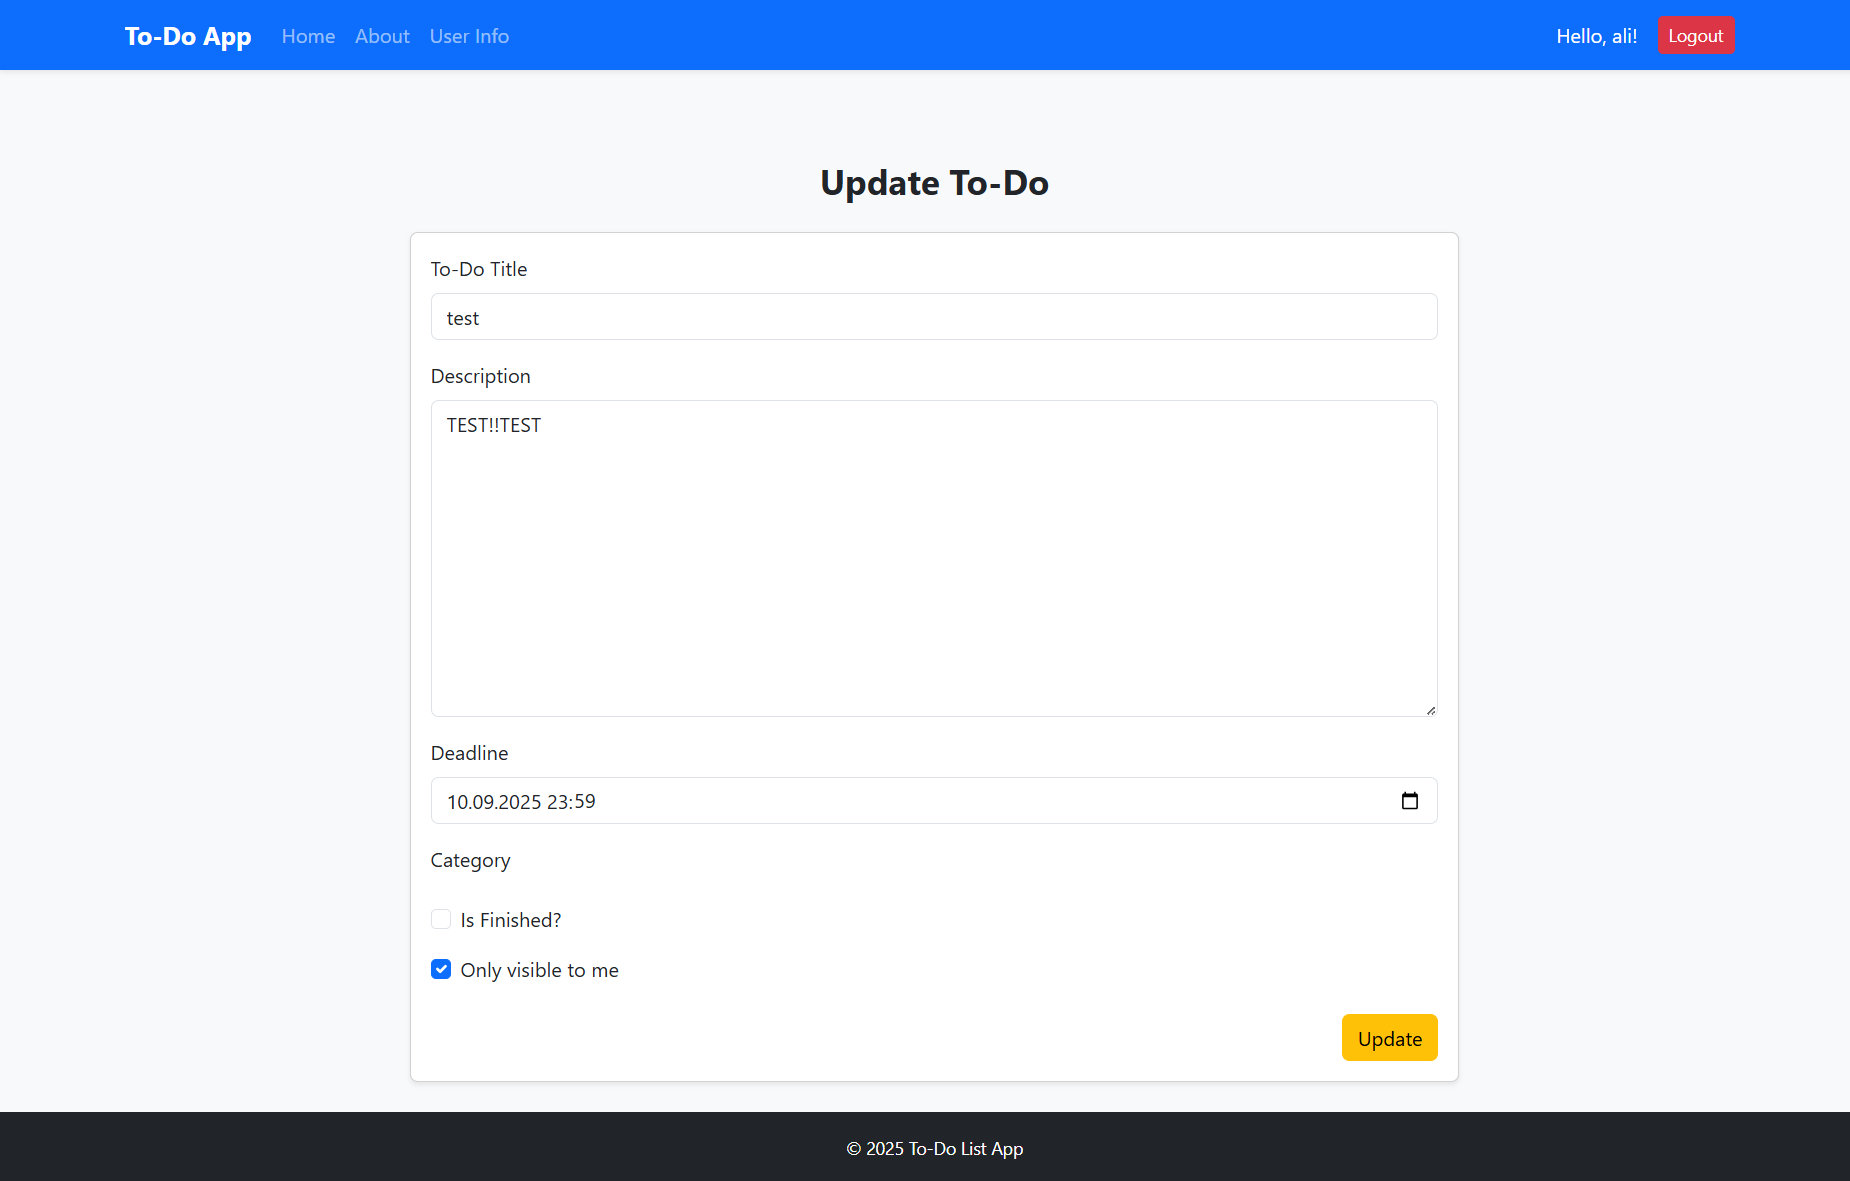 To-Do App Home About User Info Hello, ali! Logout
Update To-Do
To-Do Title
test
Description
TEST!!TEST
Deadline
10.09.2025 23:59
Category
Is Finished?
Only visible to me
Update
© 2025 To-Do List App